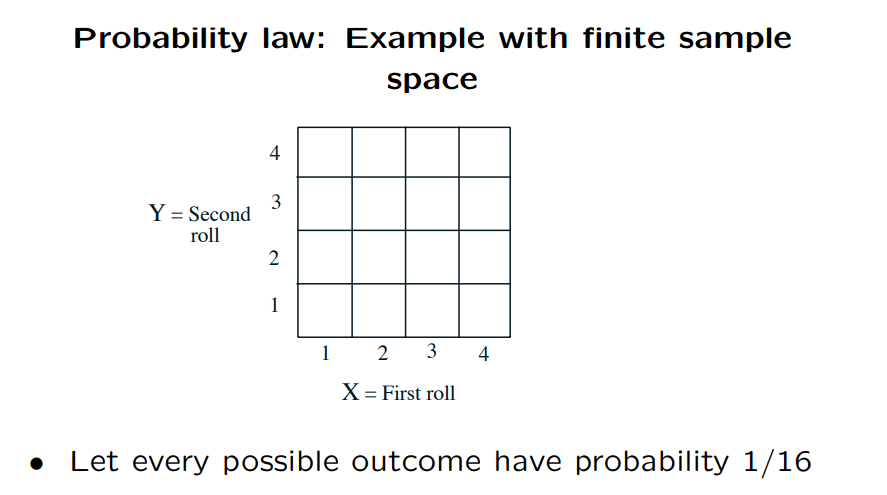 Probability law: Example with finite sample
space
4
3
Y = Second
roll
2
1
1 2 3 4
X = First roll
• Let every possible outcome have probability 1/16